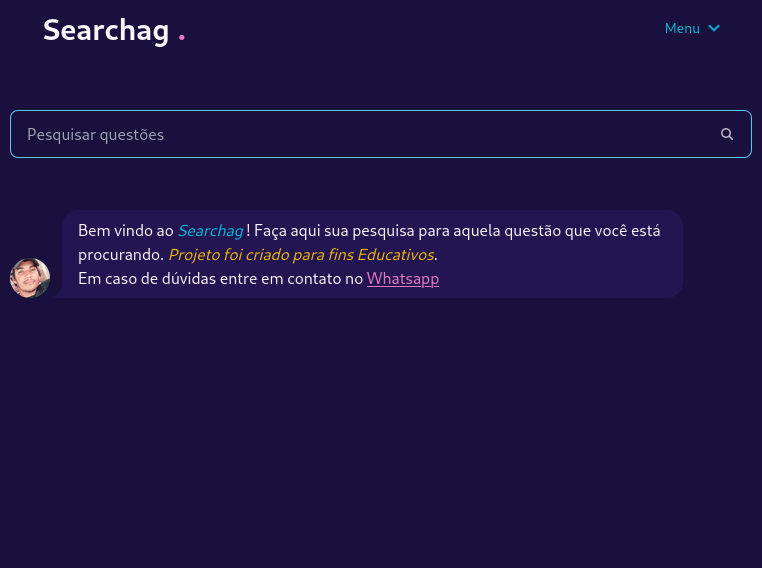 Searchag .
Menu
Pesquisar questões
Bem vindo ao Searchag ! Faça aqui sua pesquisa para aquela questão que você está
procurando. Projeto foi criado para fins Educativos.
Em caso de dúvidas entre em contato no Whatsapp